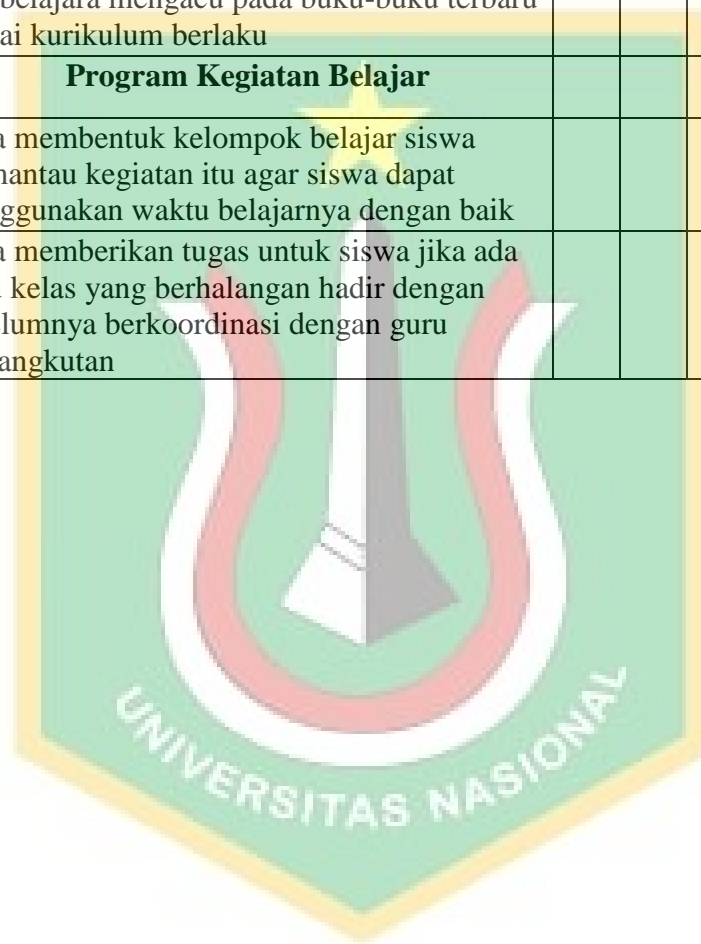 belajara mengacu pada buku-buku terbaru
ai kurikulum berlaku
Program Kegiatan Belajar
a membentuk kelompok belajar siswa
nantau kegiatan itu agar siswa dapat
ggunakan waktu belajarnya dengan baik
a memberikan tugas untuk siswa jika ada
kelas yang berhalangan hadir dengan
elumnya berkoordinasi dengan guru
angkutan
UNIVERSITAS NASIONAL